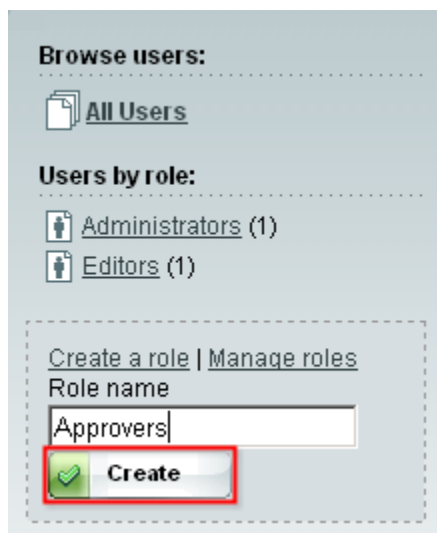 Browse users:
All Users
Users by role:
Administrators (1)
Editors (1)
Create a role | Manage roles
Role name
Approvers
Create